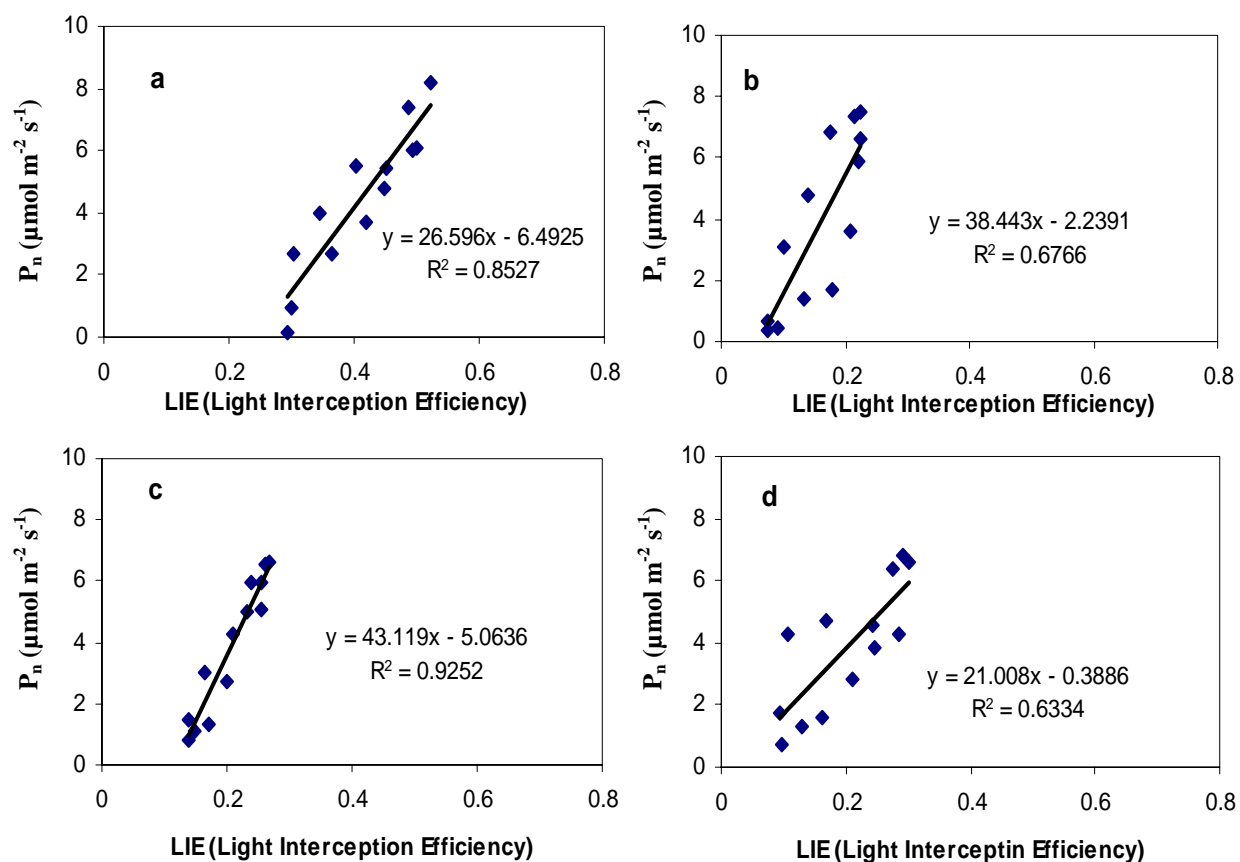 a
P_n (µmol m^-2 s^-1)
10
8
6
4
2
0
y = 26.596x - 6.4925
R² = 0.8527
0 0.2 0.4 0.6 0.8
LIE (Light Interception Efficiency)
b
P_n (µmol m^-2 s^-1)
10
8
6
4
2
0
y = 38.443x - 2.2391
R² = 0.6766
0 0.2 0.4 0.6 0.8
LIE (Light Interception Efficiency)
c
P_n (µmol m^-2 s^-1)
10
8
6
4
2
0
y = 43.119x - 5.0636
R² = 0.9252
0 0.2 0.4 0.6 0.8
LIE (Light Interception Efficiency)
d
P_n (µmol m^-2 s^-1)
10
8
6
4
2
0
y = 21.008x - 0.3886
R² = 0.6334
0 0.2 0.4 0.6 0.8
LIE (Light Interceptin Efficiency)